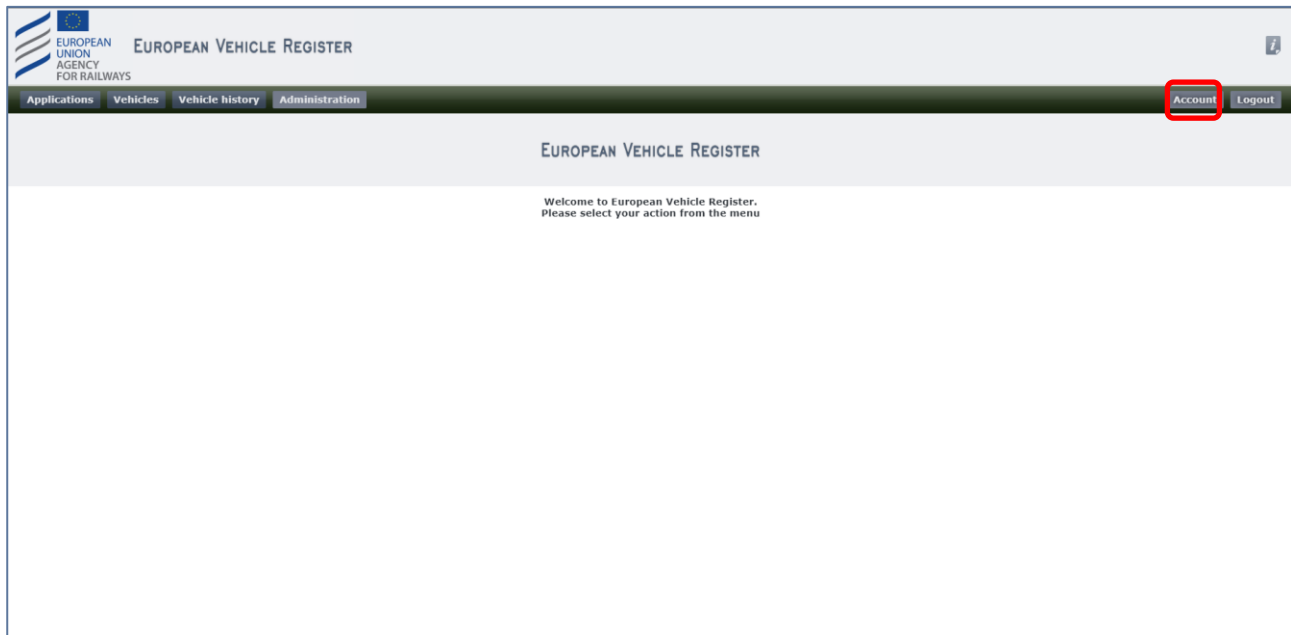 EUROPEAN
UNION
AGENCY
FOR RAILWAYS
EUROPEAN VEHICLE REGISTER
i
Applications Vehicles Vehicle history Administration Account Logout
EUROPEAN VEHICLE REGISTER
Welcome to European Vehicle Register.
Please select your action from the menu